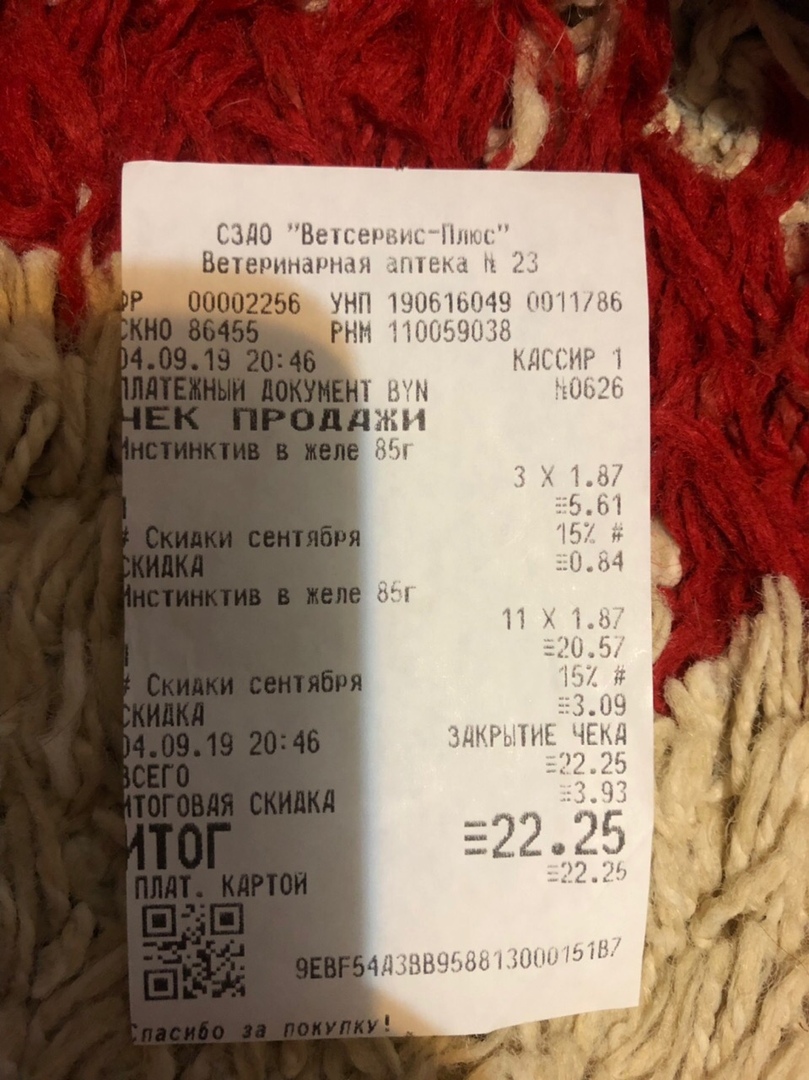 СЗАО "Ветсервис-Плюс"
Ветеринарная аптека № 23
ФР 00002256 УНП 190616049 0011786
СКНО 86455 РНМ 110059038
04.09.19 20:46 КАССИР 1
ПЛАТЕЖНЫЙ ДОКУМЕНТ BYN №0626
ЧЕК ПРОДАЖИ
Инстинктив в желе 85г
3 X 1.87
≡5.61
# Скидки сентября 15% #
СКИДКА ≡0.84
Инстинктив в желе 85г
11 X 1.87
≡20.57
# Скидки сентября 15% #
СКИДКА ≡3.09
04.09.19 20:46 ЗАКРЫТИЕ ЧЕКА
ВСЕГО ≡22.25
ИТОГОВАЯ СКИДКА ≡3.93
ИТОГ ≡22.25
ПЛАТ. КАРТОЙ ≡22.25
9EBF54A3BB958813000151B7
Спасибо за покупку!